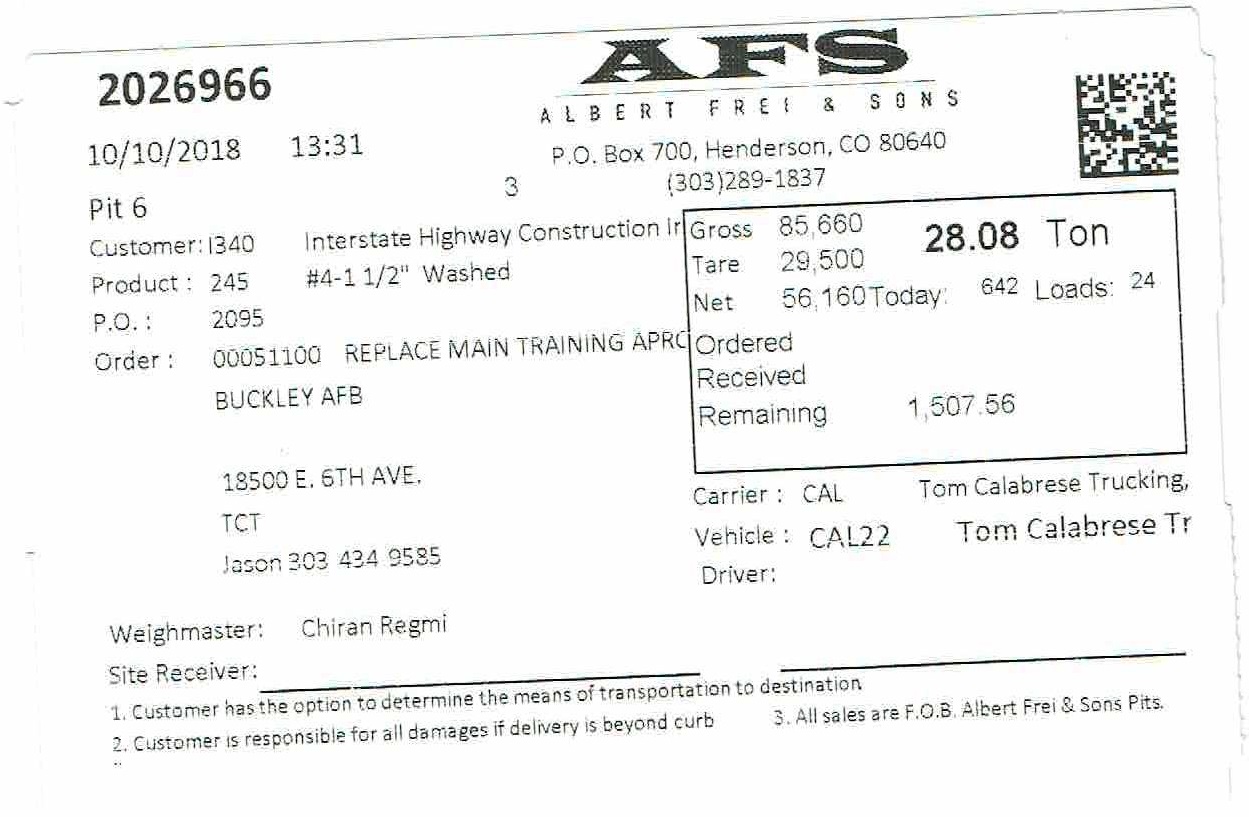 2026966
AFS
ALBERT FREI & SONS
10/10/2018 13:31
P.O. Box 700, Henderson, CO 80640
3 (303)289-1837
Pit 6
Customer: I340 Interstate Highway Construction Ir
Product : 245 #4-1 1/2" Washed
P.O. : 2095
Order : 00051100 REPLACE MAIN TRAINING APRO
BUCKLEY AFB
18500 E. 6TH AVE.
TCT
Jason 303 434 9585
Gross 85,660 28.08 Ton
Tare 29,500
Net 56,160 Today: 642 Loads: 24
Ordered
Received
Remaining 1,507.56
Carrier : CAL Tom Calabrese Trucking,
Vehicle : CAL22 Tom Calabrese Tr
Driver:
Weighmaster: Chiran Regmi
Site Receiver:
1. Customer has the option to determine the means of transportation to destination
2. Customer is responsible for all damages if delivery is beyond curb
3. All sales are F.O.B. Albert Frei & Sons Pits.